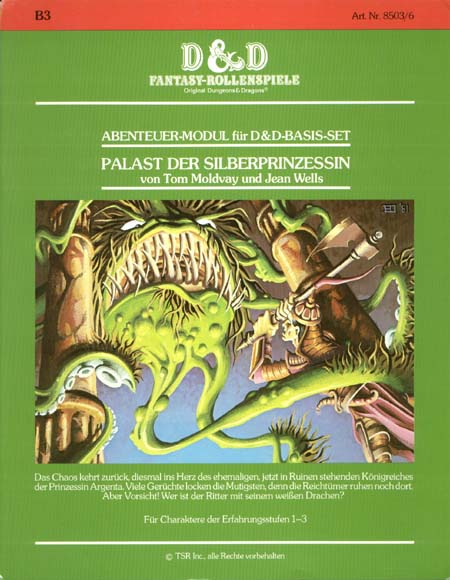 B3
Art. Nr. 8503/6
D&D
FANTASY-ROLLENSPIELE
Original Dungeons & Dragons®
ABENTEUER-MODUL für D&D-BASIS-SET
PALAST DER SILBERPRINZESSIN
von Tom Moldvay und Jean Wells
Das Chaos kehrt zurück, diesmal ins Herz des ehemaligen, jetzt in Ruinen stehenden Königreiches
der Prinzessin Argenta. Viele Gerüchte locken die Mutigsten, denn die Reichtümer ruhen noch dort.
Aber Vorsicht! Wer ist der Ritter mit seinem weißen Drachen?
Für Charaktere der Erfahrungsstufen 1–3
© TSR Inc., alle Rechte vorbehalten